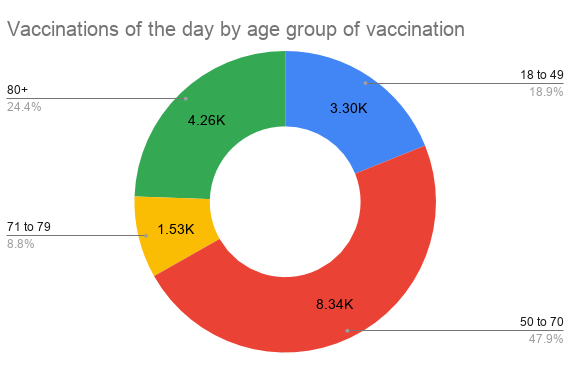 Vaccinations of the day by age group of vaccination
18 to 49
18.9%
80+
24.4%
3.30K
4.26K
71 to 79
8.8%
1.53K
8.34K
50 to 70
47.9%